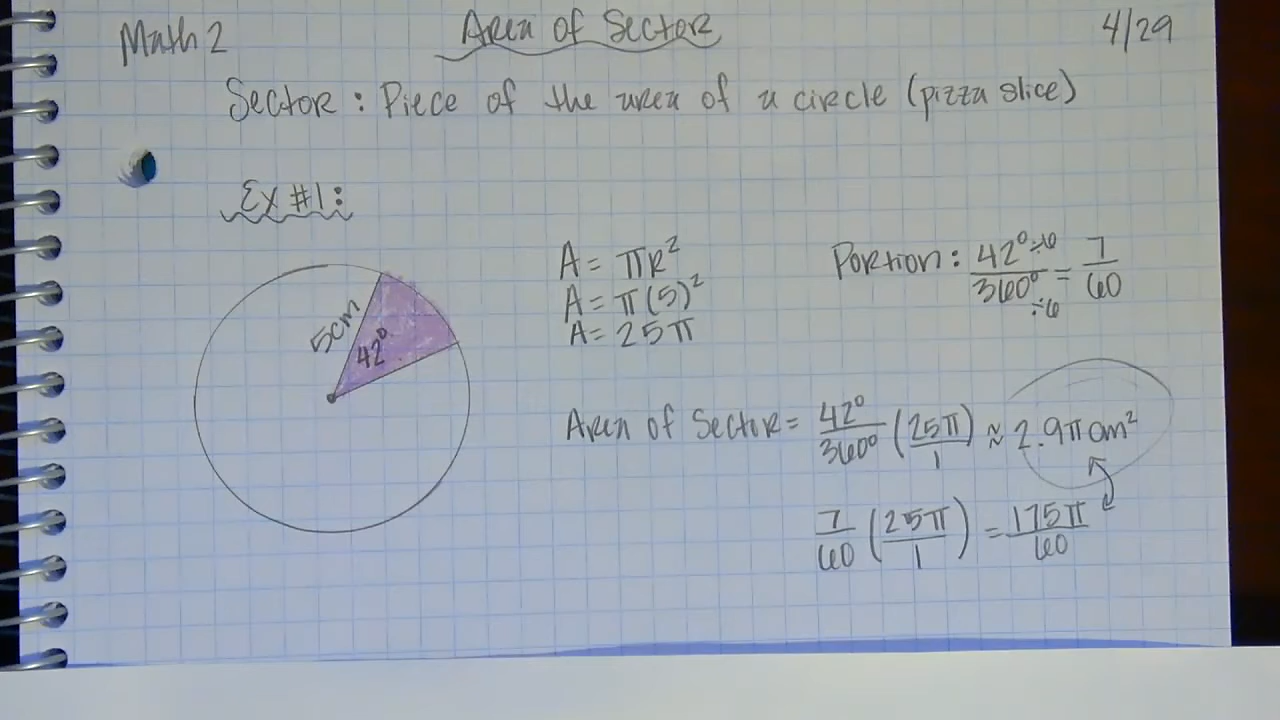 Math 2
Area of Sector
4/29
Sector: Piece of the area of a circle (pizza slice)
Ex #1:
5cm
42°
A = πR²
A = π(5)²
A = 25π
Portion: 42°÷6 / 360°÷6 = 7/60
Area of Sector = 42°/360° (25π/1) ≈ 2.9π cm²
7/60 (25π/1) = 175π/60